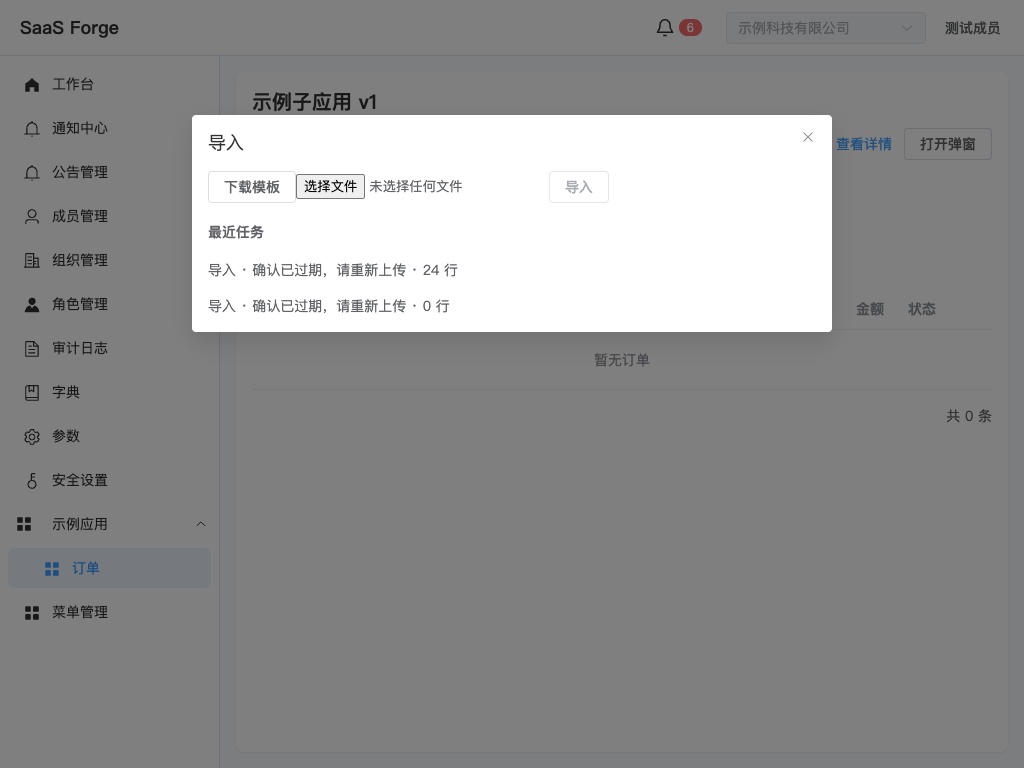 SaaS Forge
6
示例科技有限公司
测试成员
工作台
通知中心
公告管理
成员管理
组织管理
角色管理
审计日志
字典
参数
安全设置
示例应用
订单
菜单管理
示例子应用 v1
查看详情
打开弹窗
导入
下载模板
选择文件 未选择任何文件
导入
最近任务
导入 · 确认已过期，请重新上传 · 24 行
导入 · 确认已过期，请重新上传 · 0 行
金额
状态
暂无订单
共 0 条